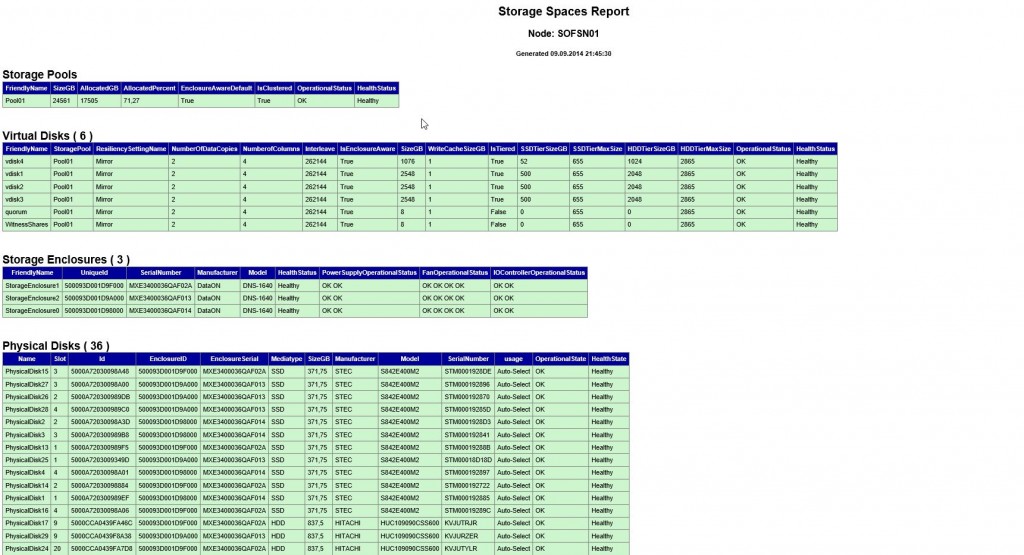 Storage Spaces Report
Node: SOFSN01
Generated 09.09.2014 21:45:30
Storage Pools
FriendlyName SizeGB AllocatedGB AllocatedPercent EnclosureAwareDefault IsClustered OperationalStatus HealthStatus
Pool01 24561 17505 71,27 True True OK Healthy
Virtual Disks ( 6 )
FriendlyName StoragePool ResiliencySettingName NumberOfDataCopies NumberofColumns Interleave IsEnclosureAware SizeGB WriteCacheSizeGB IsTiered SSDTierSizeGB SSDTierMaxSize HDDTierSizeGB HDDTierMaxSize OperationalStatus HealthStatus
vdisk4 Pool01 Mirror 2 4 262144 True 1076 1 True 52 655 1024 2865 OK Healthy
vdisk1 Pool01 Mirror 2 4 262144 True 2548 1 True 500 655 2048 2865 OK Healthy
vdisk2 Pool01 Mirror 2 4 262144 True 2548 1 True 500 655 2048 2865 OK Healthy
vdisk3 Pool01 Mirror 2 4 262144 True 2548 1 True 500 655 2048 2865 OK Healthy
quorum Pool01 Mirror 2 4 262144 True 8 1 False 0 655 0 2865 OK Healthy
WitnessShares Pool01 Mirror 2 4 262144 True 8 1 False 0 655 0 2865 OK Healthy
Storage Enclosures ( 3 )
FriendlyName UniqueId SerialNumber Manufacturer Model HealthStatus PowerSupplyOperationalStatus FanOperationalStatus IOControllerOperationalStatus
StorageEnclosure1 500093D001D9F000 MXE3400036QAF02A DataON DNS-1640 Healthy OK OK OK OK OK OK OK OK
StorageEnclosure2 500093D001D9A000 MXE3400036QAF013 DataON DNS-1640 Healthy OK OK OK OK OK OK OK OK
StorageEnclosure0 500093D001D98000 MXE3400036QAF014 DataON DNS-1640 Healthy OK OK OK OK OK OK OK OK
Physical Disks ( 36 )
Name Slot Id EnclosureID EnclosureSerial Mediatype SizeGB Manufacturer Model SerialNumber usage OperationalState HealthState
PhysicalDisk15 3 5000A72030098A48 500093D001D9F000 MXE3400036QAF02A SSD 371,75 STEC S842E400M2 STM0001928DE Auto-Select OK Healthy
PhysicalDisk27 3 5000A72030098A00 500093D001D9A000 MXE3400036QAF013 SSD 371,75 STEC S842E400M2 STM000192896 Auto-Select OK Healthy
PhysicalDisk26 2 5000A720300989DB 500093D001D9A000 MXE3400036QAF013 SSD 371,75 STEC S842E400M2 STM000192870 Auto-Select OK Healthy
PhysicalDisk28 4 5000A720300989C0 500093D001D9A000 MXE3400036QAF013 SSD 371,75 STEC S842E400M2 STM00019285D Auto-Select OK Healthy
PhysicalDisk2 2 5000A72030098A3D 500093D001D98000 MXE3400036QAF014 SSD 371,75 STEC S842E400M2 STM0001928D3 Auto-Select OK Healthy
PhysicalDisk3 3 5000A720300989B8 500093D001D98000 MXE3400036QAF014 SSD 371,75 STEC S842E400M2 STM000192841 Auto-Select OK Healthy
PhysicalDisk13 1 5000A720300989F5 500093D001D9F000 MXE3400036QAF02A SSD 371,75 STEC S842E400M2 STM00019288B Auto-Select OK Healthy
PhysicalDisk25 1 5000A7203009349D 500093D001D9A000 MXE3400036QAF013 SSD 371,75 STEC S842E400M2 STM00018D18D Auto-Select OK Healthy
PhysicalDisk4 4 5000A72030098A01 500093D001D98000 MXE3400036QAF014 SSD 371,75 STEC S842E400M2 STM000192897 Auto-Select OK Healthy
PhysicalDisk14 2 5000A72030098884 500093D001D9F000 MXE3400036QAF02A SSD 371,75 STEC S842E400M2 STM000192722 Auto-Select OK Healthy
PhysicalDisk1 1 5000A720300989EF 500093D001D98000 MXE3400036QAF014 SSD 371,75 STEC S842E400M2 STM000192885 Auto-Select OK Healthy
PhysicalDisk16 4 5000A72030098A06 500093D001D9F000 MXE3400036QAF02A SSD 371,75 STEC S842E400M2 STM00019289C Auto-Select OK Healthy
PhysicalDisk17 9 5000CCA0439FA46C 500093D001D9F000 MXE3400036QAF02A HDD 837,5 HITACHI HUC109090CSS600 KVJUTRJR Auto-Select OK Healthy
PhysicalDisk29 9 5000CCA0439F8A38 500093D001D9A000 MXE3400036QAF013 HDD 837,5 HITACHI HUC109090CSS600 KVJURZER Auto-Select OK Healthy
PhysicalDisk24 20 5000CCA0439FA7D8 500093D001D9F000 MXE3400036QAF02A HDD 837,5 HITACHI HUC109090CSS600 KVJUTYLR Auto-Select OK Healthy